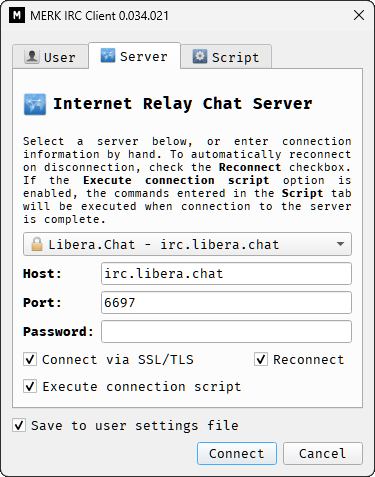 M MERK IRC Client 0.034.021
User Server Script
Internet Relay Chat Server
Select a server below, or enter connection
information by hand. To automatically reconnect
on disconnection, check the Reconnect checkbox.
If the Execute connection script option is
enabled, the commands entered in the Script tab
will be executed when connection to the server
is complete.
Libera.Chat - irc.libera.chat
Host: irc.libera.chat
Port: 6697
Password:
Connect via SSL/TLS Reconnect
Execute connection script
Save to user settings file
Connect Cancel